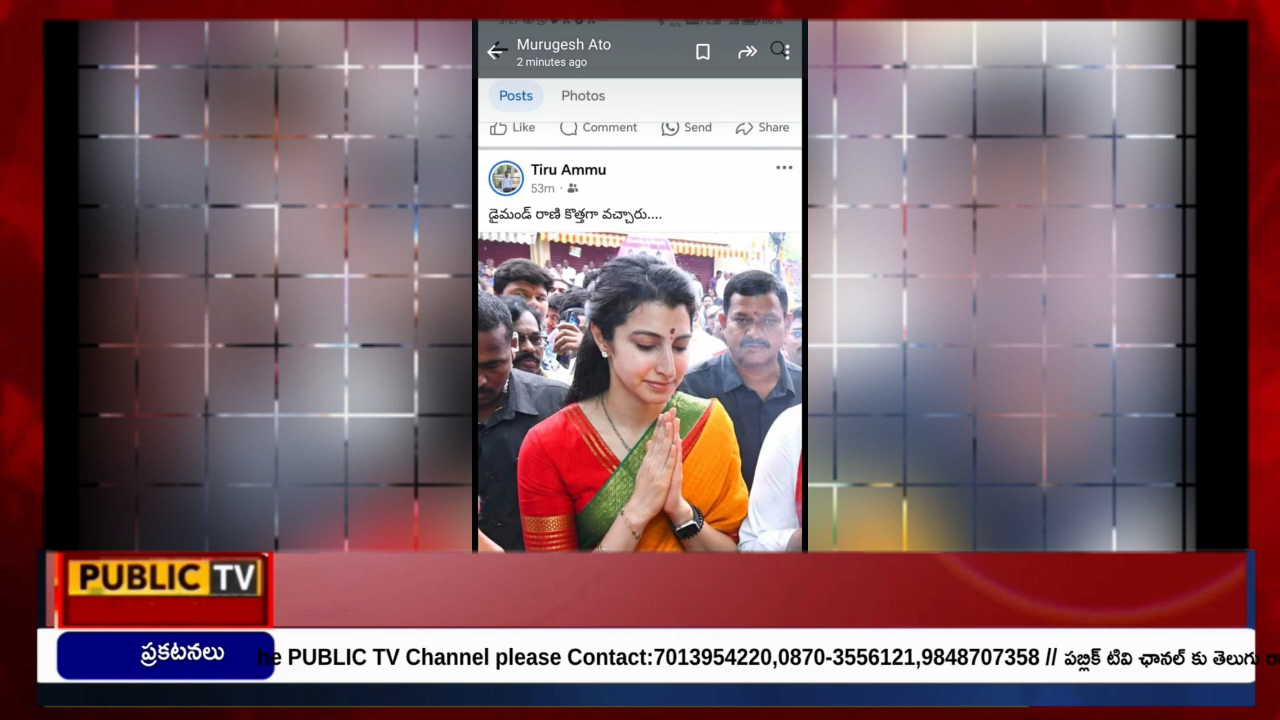 Murugesh Ato
2 minutes ago
Posts Photos
Like Comment Send Share
Tiru Ammu
53m
డైమండ్ రాణి కొత్తగా వచ్చారు....
PUBLIC TV
ప్రకటనలు
he PUBLIC TV Channel please Contact:7013954220,0870-3556121,9848707358 // పబ్లిక్ టివి ఛానల్ కు తెలుగు